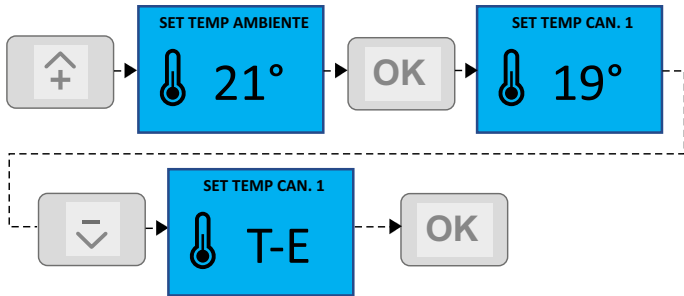 SET TEMP AMBIENTE
21°
+
OK
SET TEMP CAN. 1
19°
-
SET TEMP CAN. 1
T-E
OK